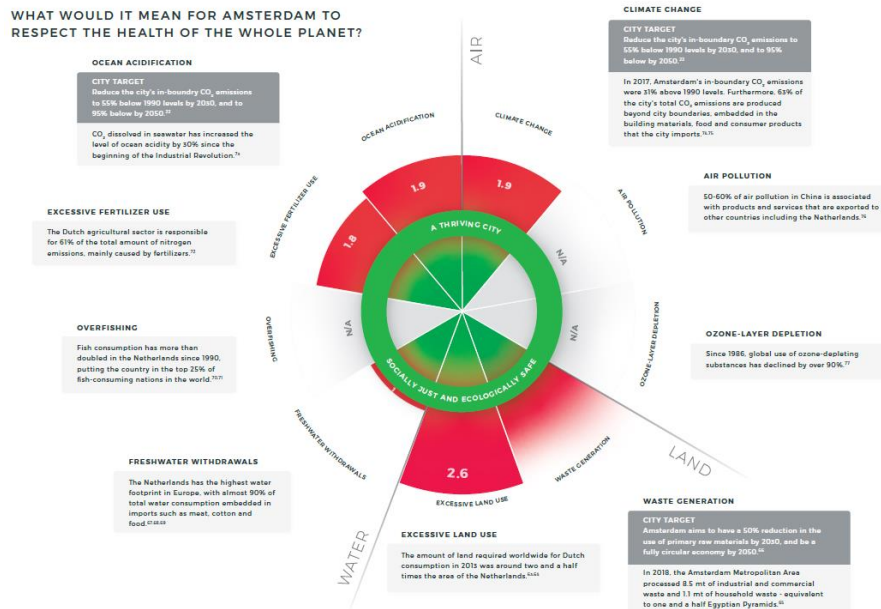 WHAT WOULD IT MEAN FOR AMSTERDAM TO
RESPECT THE HEALTH OF THE WHOLE PLANET?
OCEAN ACIDIFICATION
CITY TARGET
Reduce the city's in-boundry CO₂ emissions
to 55% below 1990 levels by 2030, and to
95% below by 2050.²²
CO₂ dissolved in seawater has increased the
level of ocean acidity by 30% since the
beginning of the Industrial Revolution.⁷⁴
EXCESSIVE FERTILIZER USE
The Dutch agricultural sector is responsible
for 61% of the total amount of nitrogen
emissions, mainly caused by fertilizers.⁷²
OVERFISHING
Fish consumption has more than
doubled in the Netherlands since 1990,
putting the country in the top 25% of
fish-consuming nations in the world.⁷⁰,⁷¹
FRESHWATER WITHDRAWALS
The Netherlands has the highest water
footprint in Europe, with almost 90% of
total water consumption embedded in
imports such as meat, cotton and
food.⁶⁷,⁶⁸,⁶⁹
EXCESSIVE LAND USE
The amount of land required worldwide for Dutch
consumption in 2013 was around two and a half
times the area of the Netherlands.
CLIMATE CHANGE
CITY TARGET
Reduce the city's in-boundary CO₂ emissions to
55% below 1990 levels by 2030, and to 95%
below by 2050.²²
In 2017, Amsterdam's in-boundary CO₂ emissions
were 31% above 1990 levels. Furthermore, 63% of
the city's total CO₂ emissions are produced
beyond city boundaries, embedded in the
building materials, food and consumer products
that the city imports.
AIR POLLUTION
50-60% of air pollution in China is associated
with products and services that are exported to
other countries including the Netherlands.⁷⁶
OZONE-LAYER DEPLETION
Since 1986, global use of ozone-depleting
substances has declined by over 90%.⁷⁷
WASTE GENERATION
CITY TARGET
Amsterdam aims to have a 50% reduction in the
use of primary raw materials by 2030, and be a
fully circular economy by 2050.⁶⁶
In 2018, the Amsterdam Metropolitan Area
processed 8.5 mt of industrial and commercial
waste and 1.1 mt of household waste - equivalent
to one and a half Egyptian Pyramids.⁶⁵
AIR
LAND
WATER
OCEAN ACIDIFICATION
CLIMATE CHANGE
AIR POLLUTION
OZONE-LAYER DEPLETION
WASTE GENERATION
EXCESSIVE LAND USE
FRESHWATER WITHDRAWALS
OVERFISHING
EXCESSIVE FERTILIZER USE
1.9
1.9
N/A
N/A
2.6
N/A
1.8
A THRIVING CITY
SOCIALLY JUST AND ECOLOGICALLY SAFE